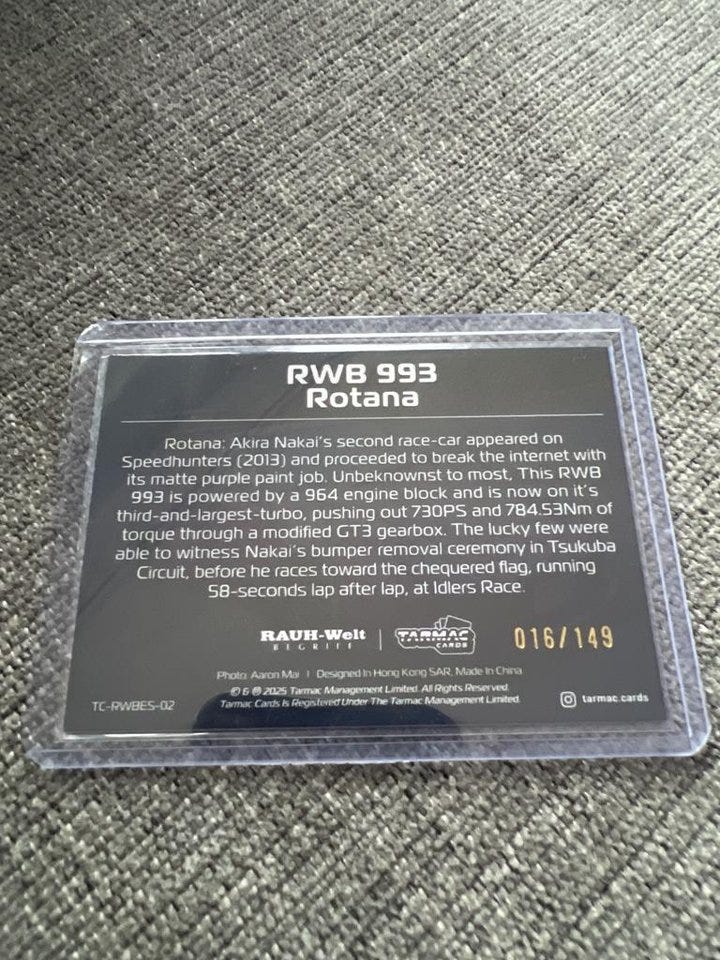 RWB 993
Rotana
Rotana: Akira Nakai's second race-car appeared on
Speedhunters (2013) and proceeded to break the internet with
its matte purple paint job. Unbeknownst to most, This RWB
993 is powered by a 964 engine block and is now on it's
third-and-largest-turbo, pushing out 730PS and 784.53Nm of
torque through a modified GT3 gearbox. The lucky few were
able to witness Nakai's bumper removal ceremony in Tsukuba
Circuit, before he races toward the chequered flag, running
58-seconds lap after lap, at Idlers Race.
RAUH-Welt
BEGRIFF
TARMAC
CARDS
016/149
Photo: Aaron Mai | Designed In Hong Kong SAR, Made In China
© & ℗ 2025 Tarmac Management Limited. All Rights Reserved.
Tarmac Cards Is Registered Under The Tarmac Management Limited.
TC-RWBES-02
tarmac.cards